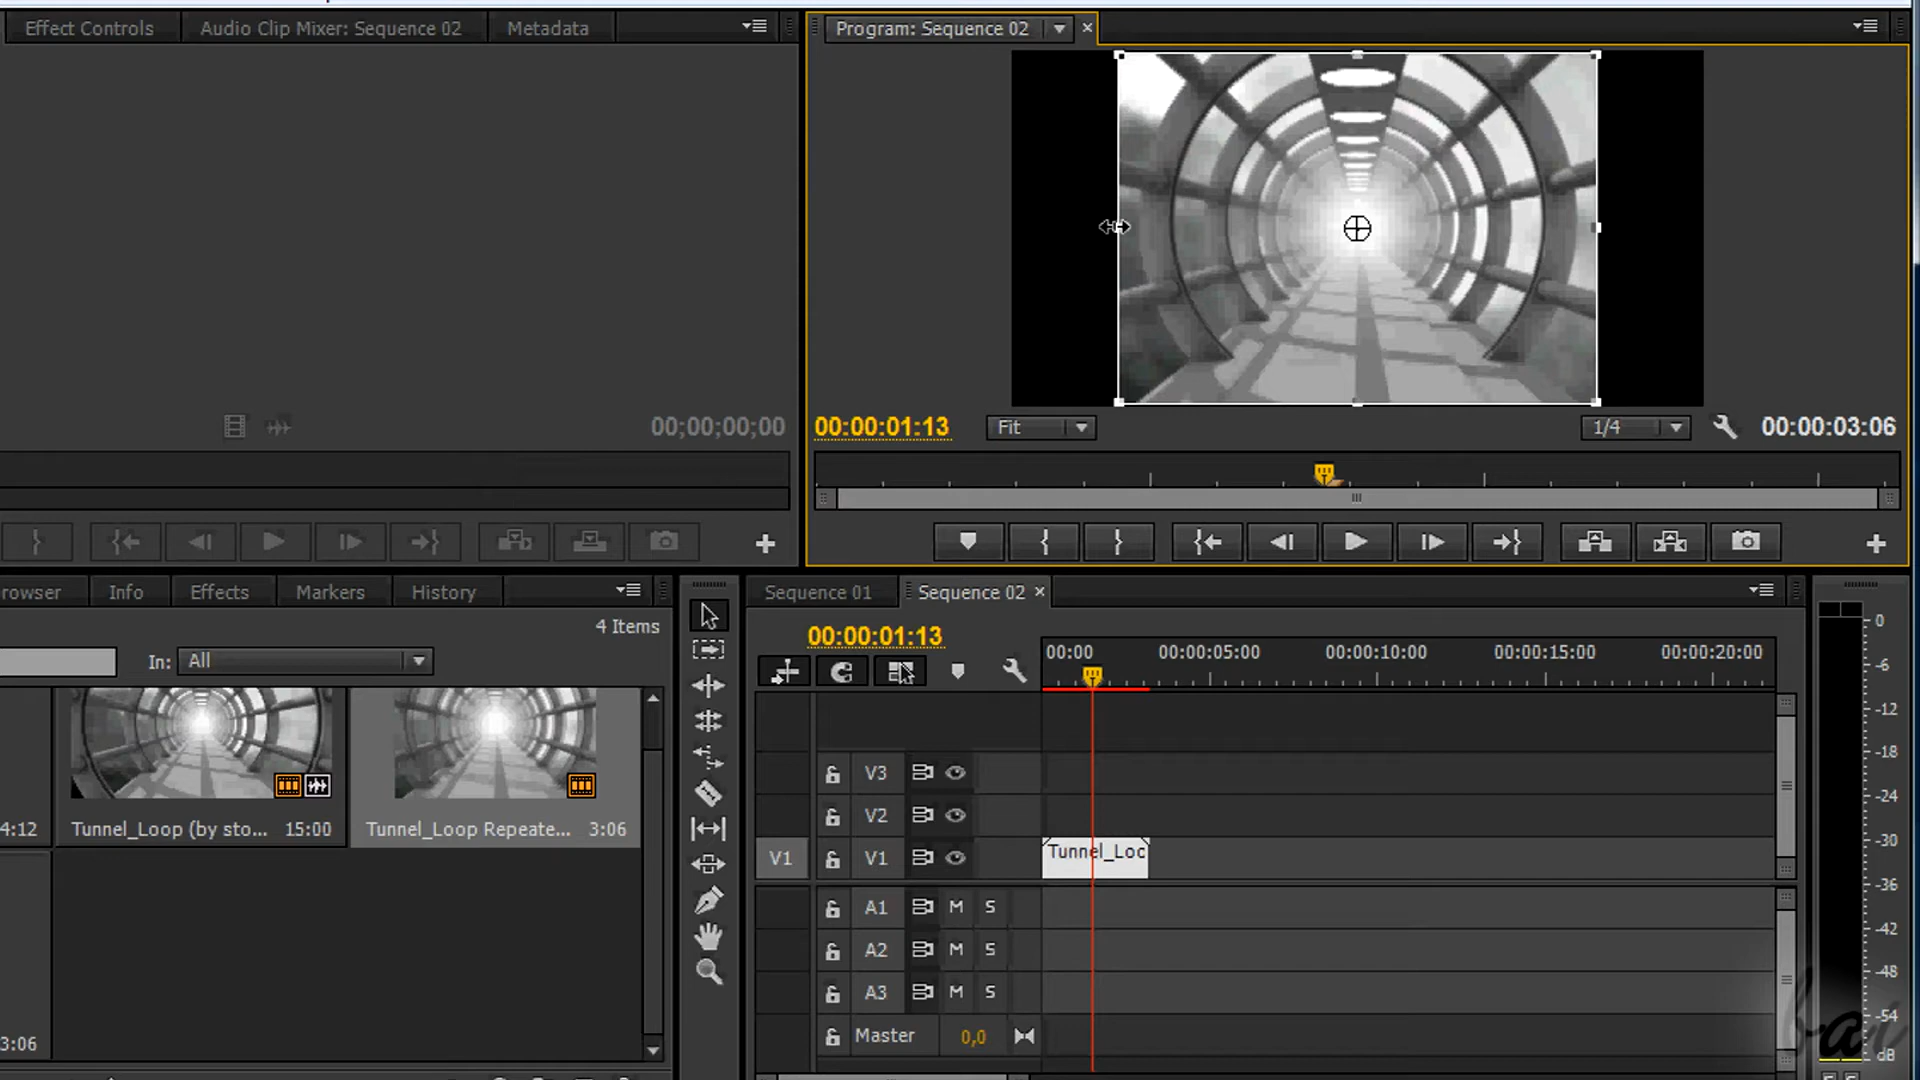 Effect Controls
Audio Clip Mixer: Sequence 02
Metadata
Program: Sequence 02
00;00;00;00
00:00:01:13
Fit
1/4
00:00:03:06
rowser
Info
Effects
Markers
History
4 Items
In:
All
4:12
Tunnel_Loop (by sto...
15:00
Tunnel_Loop Repeate...
3:06
3:06
Sequence 01
Sequence 02
00:00:01:13
00:00
00:00:05:00
00:00:10:00
00:00:15:00
00:00:20:00
V3
V2
V1
V1
Tunnel_Loc
A1
M
S
A2
M
S
A3
M
S
Master
0,0
0
-6
-12
-18
-24
-30
-36
-42
-48
-54
dB